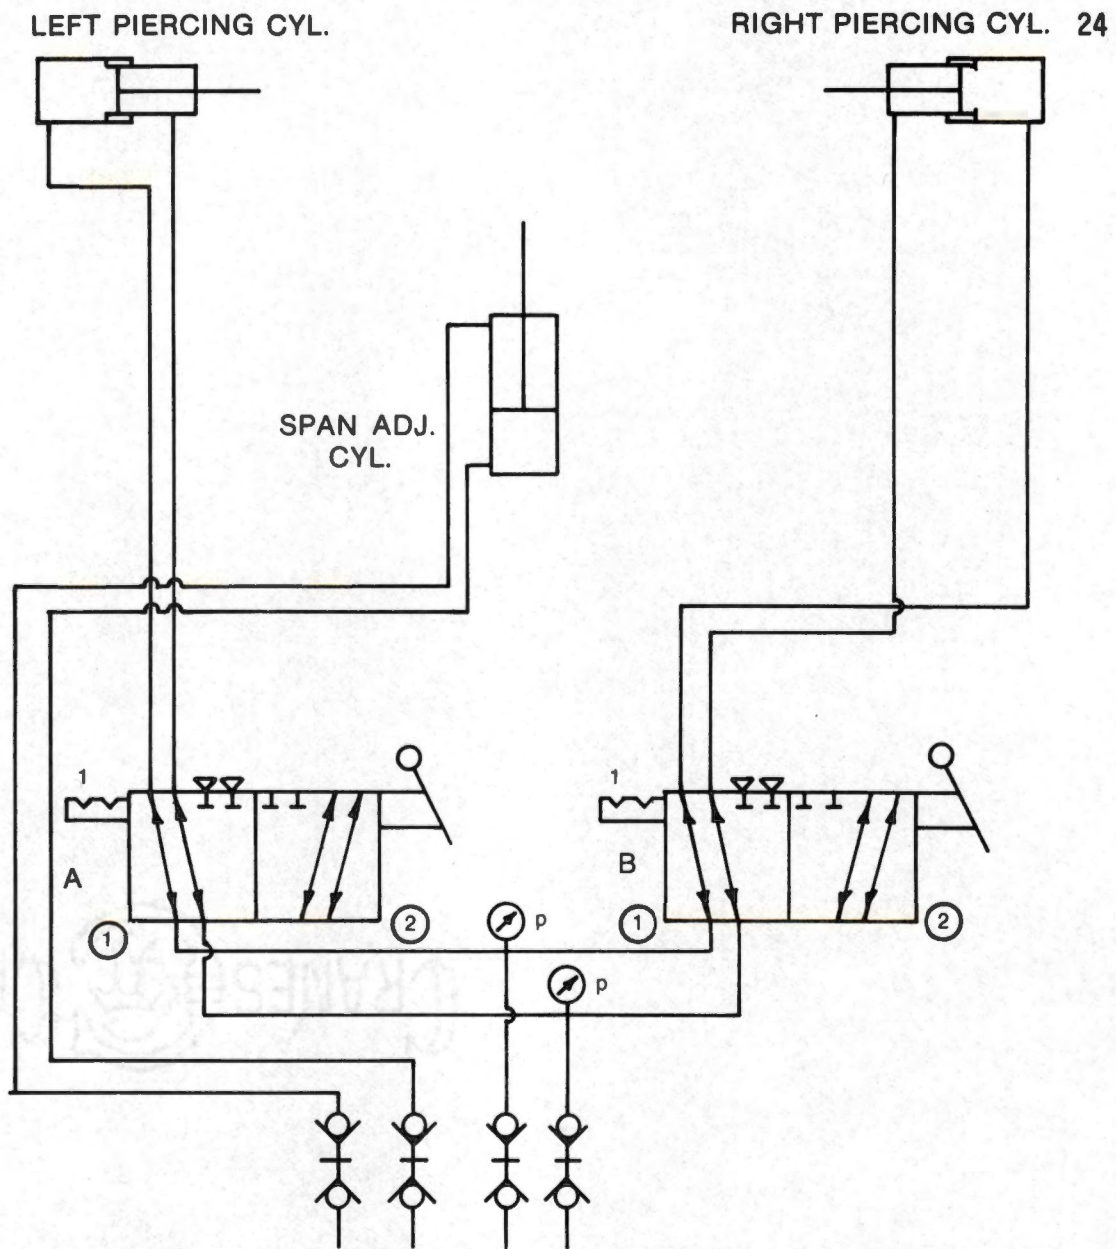 LEFT PIERCING CYL.
RIGHT PIERCING CYL. 24
SPAN ADJ.
CYL.
1
1
A
B
1
2
p
1
2
p